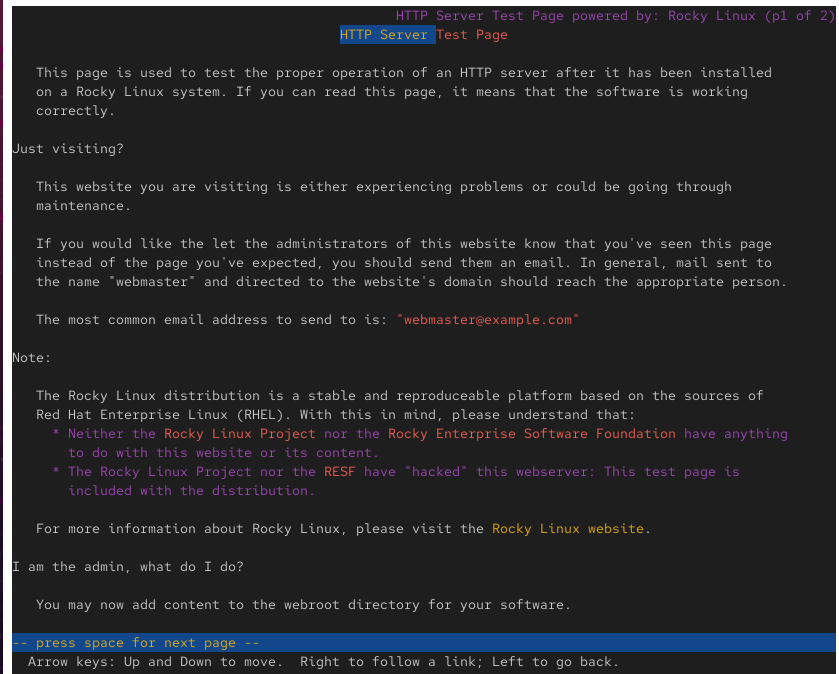 HTTP Server Test Page powered by: Rocky Linux (p1 of 2)
HTTP Server Test Page
This page is used to test the proper operation of an HTTP server after it has been installed
on a Rocky Linux system. If you can read this page, it means that the software is working
correctly.
Just visiting?
This website you are visiting is either experiencing problems or could be going through
maintenance.
If you would like the let the administrators of this website know that you've seen this page
instead of the page you've expected, you should send them an email. In general, mail sent to
the name "webmaster" and directed to the website's domain should reach the appropriate person.
The most common email address to send to is: "webmaster@example.com"
Note:
The Rocky Linux distribution is a stable and reproduceable platform based on the sources of
Red Hat Enterprise Linux (RHEL). With this in mind, please understand that:
* Neither the Rocky Linux Project nor the Rocky Enterprise Software Foundation have anything
to do with this website or its content.
* The Rocky Linux Project nor the RESF have "hacked" this webserver: This test page is
included with the distribution.
For more information about Rocky Linux, please visit the Rocky Linux website.
I am the admin, what do I do?
You may now add content to the webroot directory for your software.
-- press space for next page --
Arrow keys: Up and Down to move.  Right to follow a link; Left to go back.